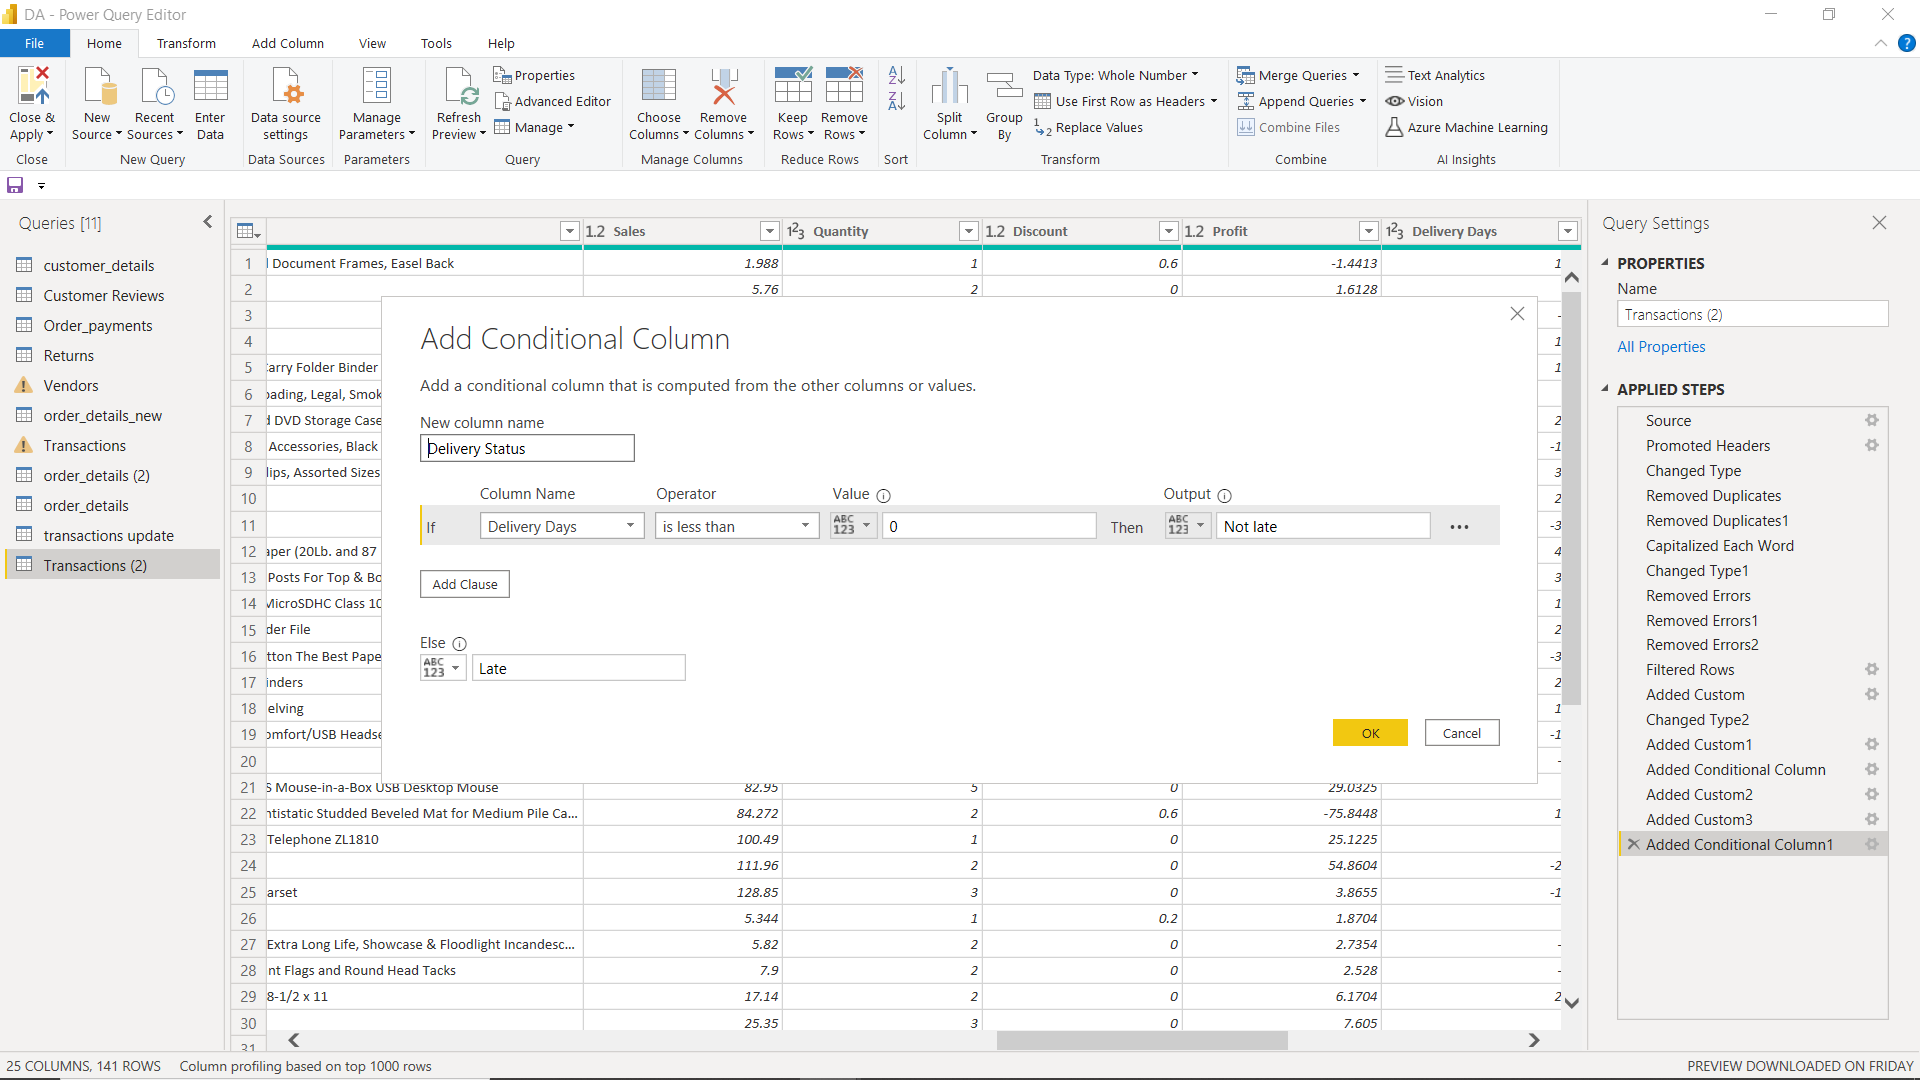 DA - Power Query Editor
File Home Transform Add Column View Tools Help
Close & Apply
New Source
Recent Sources
Enter Data
Data source settings
Manage Parameters
Refresh Preview
Properties
Advanced Editor
Manage
Choose Columns
Remove Columns
Keep Rows
Remove Rows
Split Column
Group By
Data Type: Whole Number
Use First Row as Headers
Replace Values
Merge Queries
Append Queries
Combine Files
Text Analytics
Vision
Azure Machine Learning
Close New Query Data Sources Parameters Query Manage Columns Reduce Rows Sort Transform Combine AI Insights
Queries [11]
customer_details
Customer Reviews
Order_payments
Returns
Vendors
order_details_new
Transactions
order_details (2)
order_details
transactions update
Transactions (2)
1.2 Sales 1²3 Quantity 1.2 Discount 1.2 Profit 1²3 Delivery Days
1 Document Frames, Easel Back 1.988 1 0.6 -1.4413 1
2 5.76 2 0 1.6128
3 -
4 1
5 arry Folder Binder 1
6 ading, Legal, Smok
7 d DVD Storage Case 2
8 Accessories, Black -1
9 lips, Assorted Sizes 3
10 2
11 -3
12 aper (20Lb. and 87 4
13 Posts For Top & Bo 3
14 MicroSDHC Class 10 1
15 der File 2
16 tton The Best Pape -3
17 inders 2
18 elving 1
19 omfort/USB Headse -1
20 -
21 S Mouse-in-a-Box USB Desktop Mouse 82.95 5 0 29.0325
22 ntistatic Studded Beveled Mat for Medium Pile Ca... 84.272 2 0.6 -75.8448 1
23 Telephone ZL1810 100.49 1 0 25.1225
24 111.96 2 0 54.8604 -2
25 arset 128.85 3 0 3.8655 -1
26 5.344 1 0.2 1.8704
27 Extra Long Life, Showcase & Floodlight Incandesc... 5.82 2 0 2.7354 -
28 nt Flags and Round Head Tacks 7.9 2 0 2.528 -
29 8-1/2 x 11 17.14 2 0 6.1704 2
30 25.35 3 0 7.605
31
Add Conditional Column
Add a conditional column that is computed from the other columns or values.
New column name
Delivery Status
Column Name Operator Value Output
If Delivery Days is less than ABC 123 0 Then ABC 123 Not late ...
Add Clause
Else
ABC 123 Late
OK Cancel
Query Settings
PROPERTIES
Name
Transactions (2)
All Properties
APPLIED STEPS
Source
Promoted Headers
Changed Type
Removed Duplicates
Removed Duplicates1
Capitalized Each Word
Changed Type1
Removed Errors
Removed Errors1
Removed Errors2
Filtered Rows
Added Custom
Changed Type2
Added Custom1
Added Conditional Column
Added Custom2
Added Custom3
Added Conditional Column1
25 COLUMNS, 141 ROWS Column profiling based on top 1000 rows PREVIEW DOWNLOADED ON FRIDAY